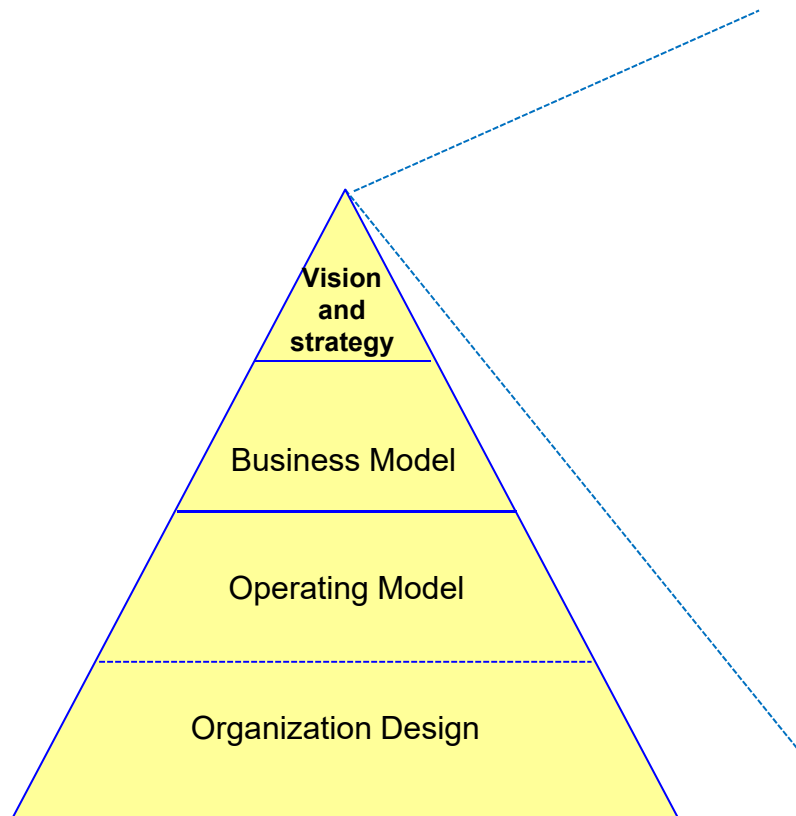 Vision
and
strategy
Business Model
Operating Model
Organization Design